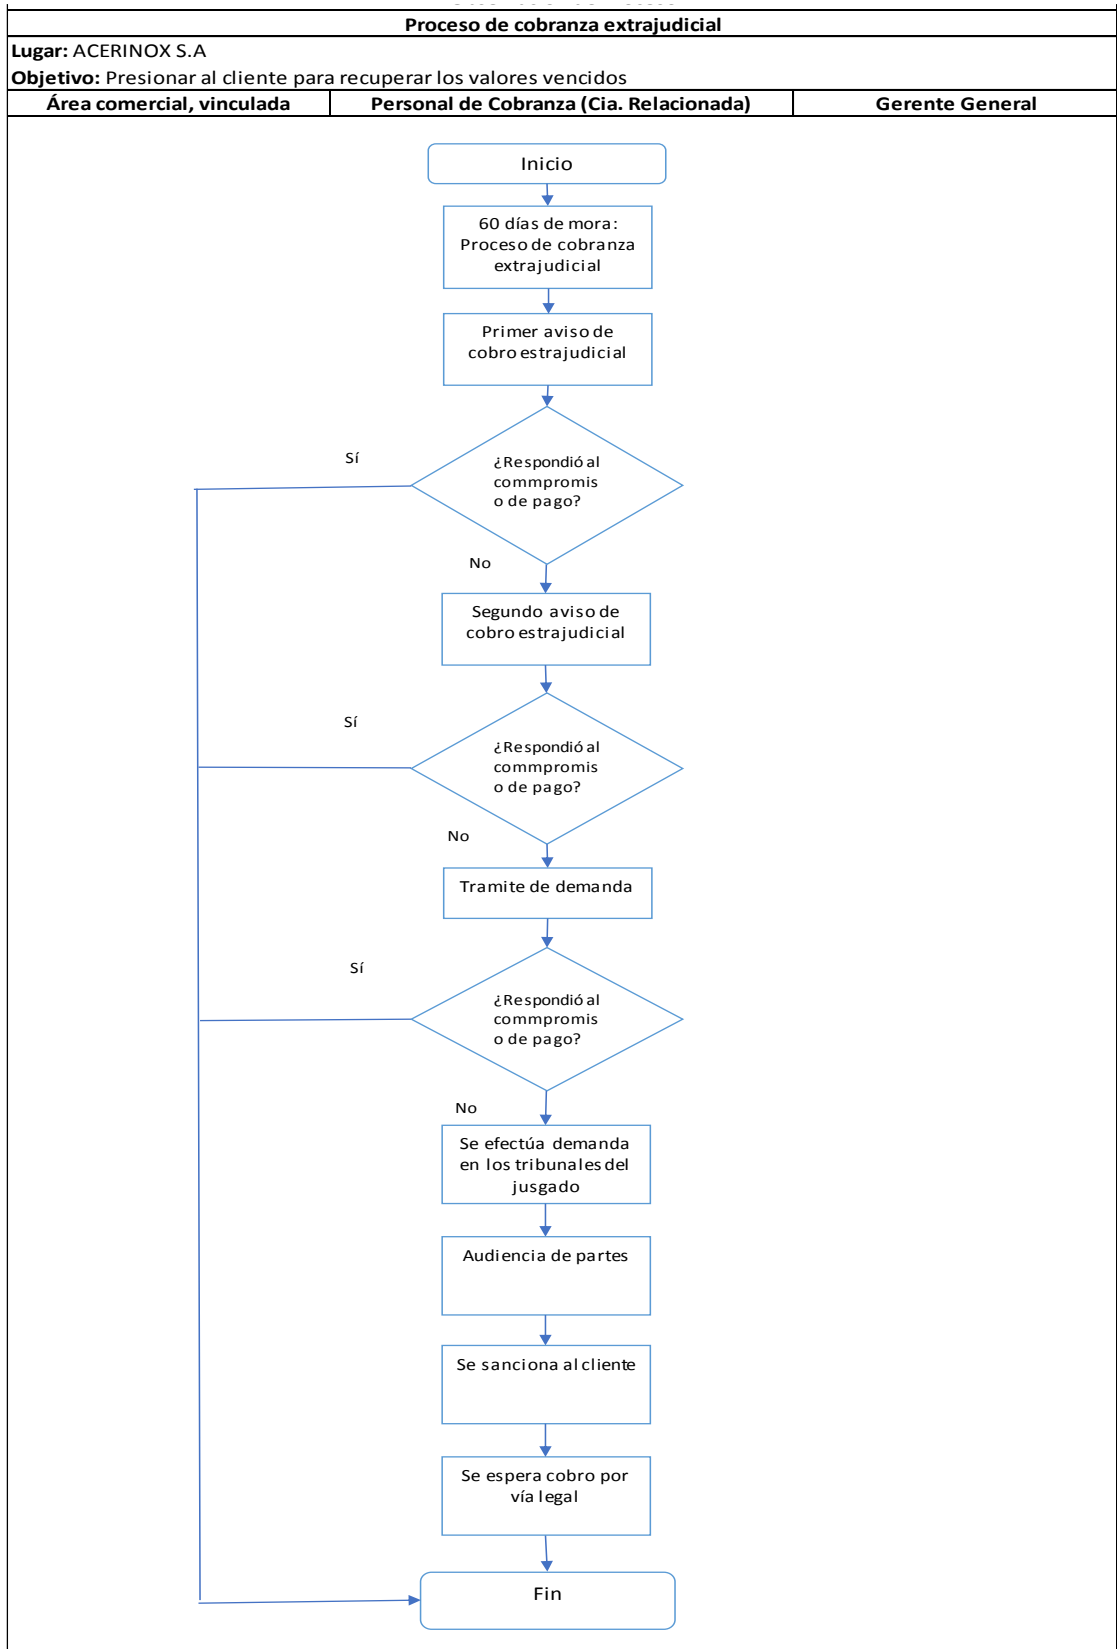 Proceso de cobranza extrajudicial
Lugar: ACERINOX S.A
Objetivo: Presionar al cliente para recuperar los valores vencidos
Área comercial, vinculada
Personal de Cobranza (Cia. Relacionada)
Gerente General
Inicio
60 días de mora:
Proceso de cobranza
extrajudicial
Primer aviso de
cobro estrajudicial
Sí
¿Respondió al
commpromis
o de pago?
No
Segundo aviso de
cobro estrajudicial
Sí
¿Respondió al
commpromis
o de pago?
No
Tramite de demanda
Sí
¿Respondió al
commpromis
o de pago?
No
Se efectúa demanda
en los tribunales del
jusgado
Audiencia de partes
Se sanciona al cliente
Se espera cobro por
vía legal
Fin